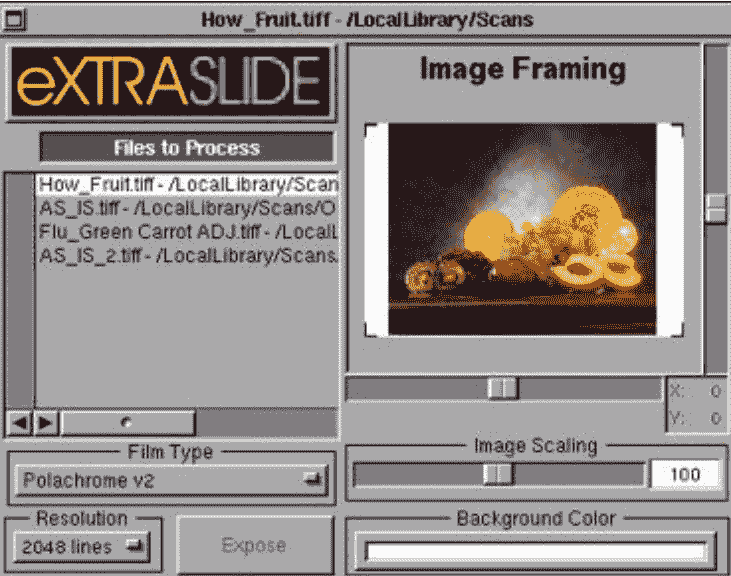 How_Fruit.tiff - /LocalLibrary/Scans
eXTRASLIDE
Files to Process
How_Fruit.tiff - /LocalLibrary/Scan
AS_IS.tiff - /LocalLibrary/Scans/O
Flu_Green Carrot ADJ.tiff - /LocalL
AS_IS_2.tiff - /LocalLibrary/Scans
Film Type
Polachrome v2
Resolution
2048 lines
Expose
Image Framing
X: 0
Y: 0
Image Scaling
100
Background Color